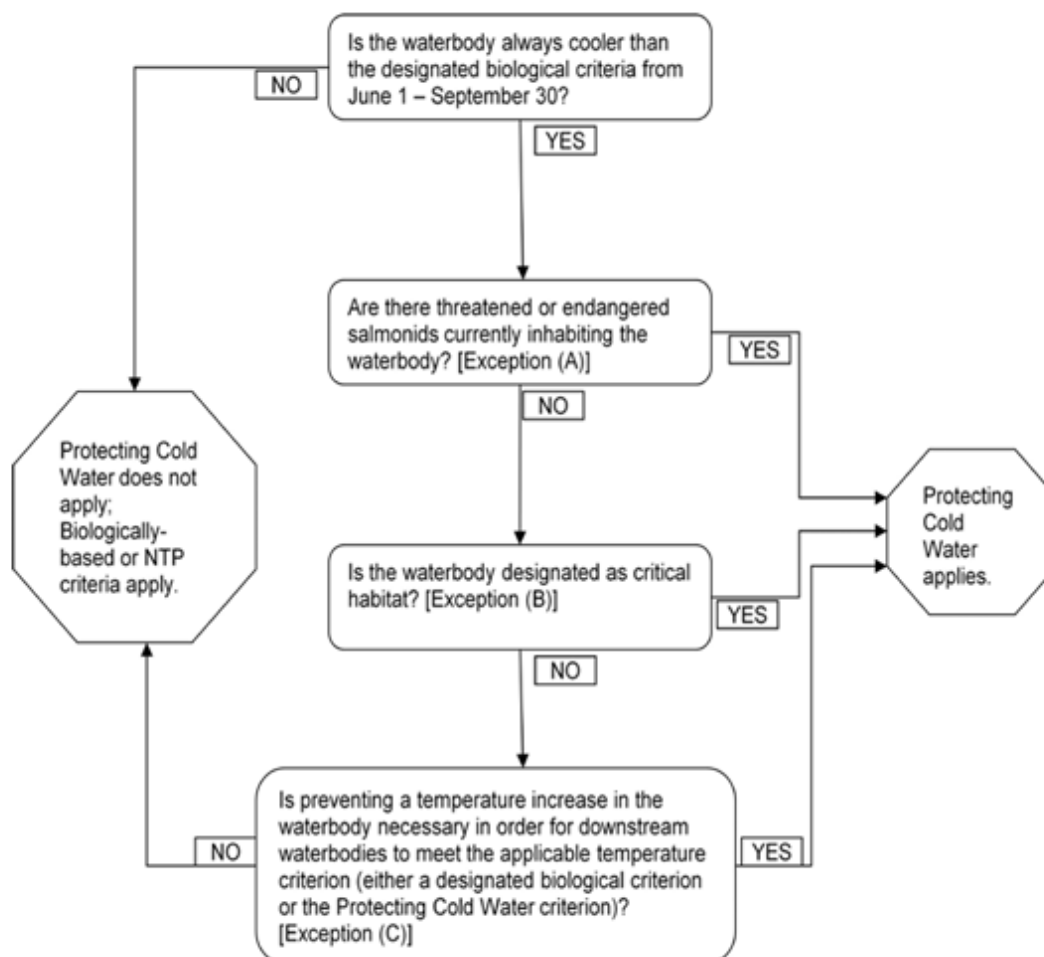 Is the waterbody always cooler than
the designated biological criteria from
June 1 – September 30?
NO
YES
Are there threatened or endangered
salmonids currently inhabiting the
waterbody? [Exception (A)]
YES
NO
Protecting Cold
Water does not
apply;
Biologically-
based or NTP
criteria apply.
Protecting
Cold
Water
applies.
Is the waterbody designated as critical
habitat? [Exception (B)]
YES
NO
Is preventing a temperature increase in the
waterbody necessary in order for downstream
waterbodies to meet the applicable temperature
criterion (either a designated biological criterion
or the Protecting Cold Water criterion)?
[Exception (C)]
NO
YES